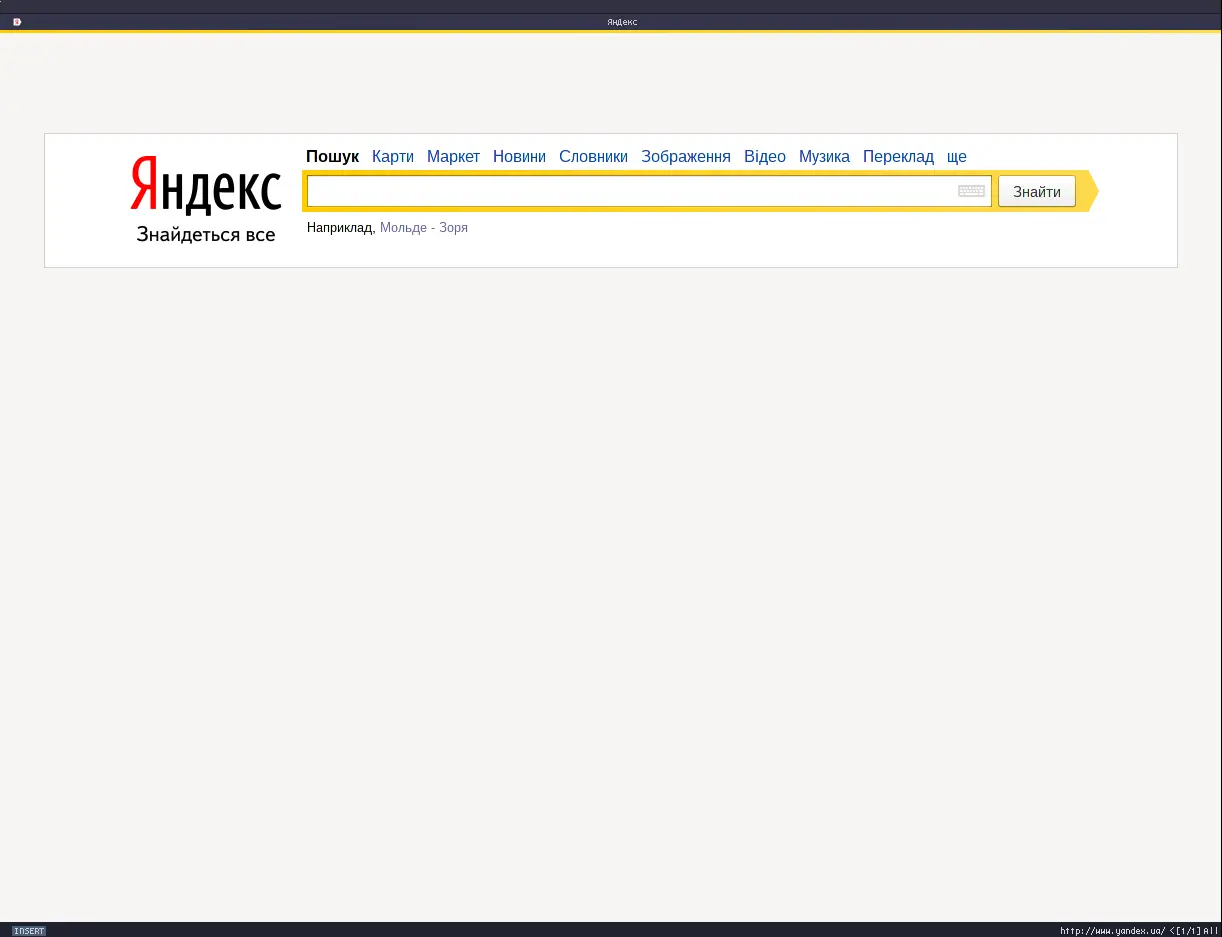 Яндекс
Пошук Карти Маркет Новини Словники Зображення Відео Музика Переклад ще
Яндекс
Знайти
Знайдеться все
Наприклад, Мольде - Зоря
INSERT
http://www.yandex.ua/ <[1/1] All